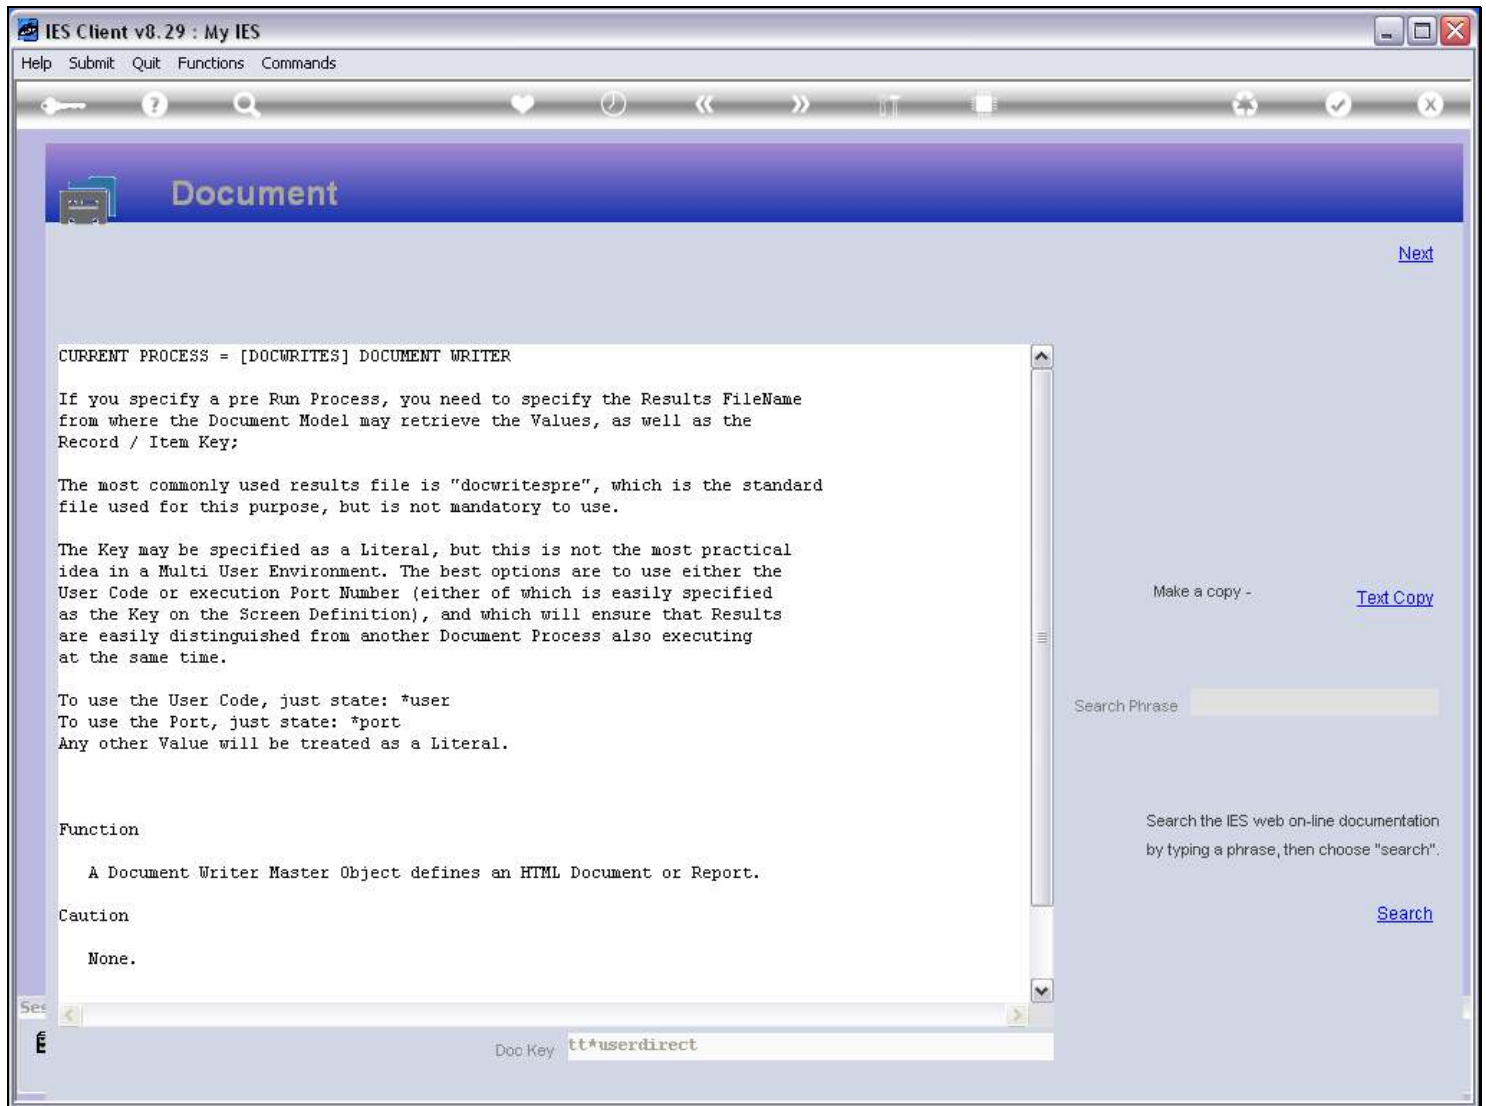 IES Client v8.29 : My IES
Help Submit Quit Functions Commands
Document
Next
CURRENT PROCESS = [DOCWRITES] DOCUMENT WRITER
If you specify a pre Run Process, you need to specify the Results FileName
from where the Document Model may retrieve the Values, as well as the
Record / Item Key;
The most commonly used results file is "docwritespre", which is the standard
file used for this purpose, but is not mandatory to use.
The Key may be specified as a Literal, but this is not the most practical
idea in a Multi User Environment. The best options are to use either the
User Code or execution Port Number (either of which is easily specified
as the Key on the Screen Definition), and which will ensure that Results
are easily distinguished from another Document Process also executing
at the same time.
To use the User Code, just state: *user
To use the Port, just state: *port
Any other Value will be treated as a Literal.
Function
A Document Writer Master Object defines an HTML Document or Report.
Caution
None.
Make a copy -
Text Copy
Search Phrase
Search the IES web on-line documentation
by typing a phrase, then choose "search".
Search
Doc Key tt*userdirect